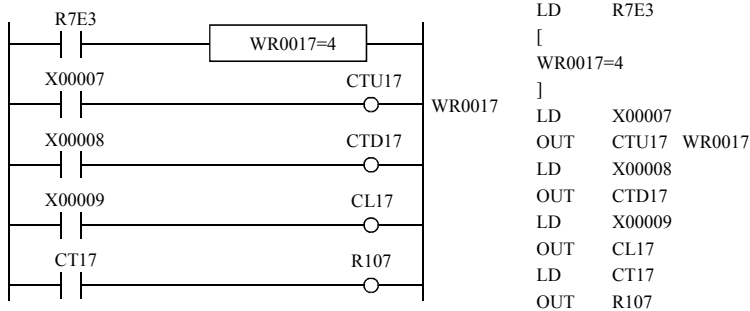 R7E3
WR0017=4
X00007 CTU17
WR0017
X00008 CTD17
X00009 CL17
CT17 R107
LD R7E3
[
WR0017=4
]
LD X00007
OUT CTU17 WR0017
LD X00008
OUT CTD17
LD X00009
OUT CL17
LD CT17
OUT R107